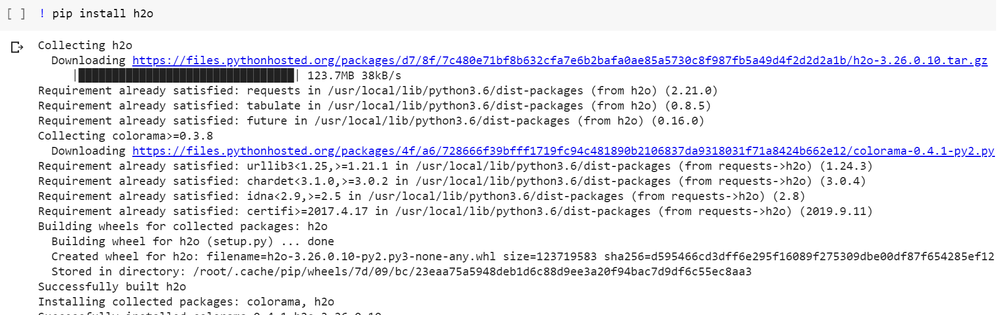 [ ] ! pip install h2o
Collecting h2o
Downloading https://files.pythonhosted.org/packages/d7/8f/7c480e71bf8b632cfa7e6b2bafa0ae85a5730c8f987fb5a49d4f2d2d2a1b/h2o-3.26.0.10.tar.gz
|████████████████████████████████| 123.7MB 38kB/s
Requirement already satisfied: requests in /usr/local/lib/python3.6/dist-packages (from h2o) (2.21.0)
Requirement already satisfied: tabulate in /usr/local/lib/python3.6/dist-packages (from h2o) (0.8.5)
Requirement already satisfied: future in /usr/local/lib/python3.6/dist-packages (from h2o) (0.16.0)
Collecting colorama>=0.3.8
Downloading https://files.pythonhosted.org/packages/4f/a6/728666f39bfff1719fc94c481890b2106837da9318031f71a8424b662e12/colorama-0.4.1-py2.py
Requirement already satisfied: urllib3<1.25,>=1.21.1 in /usr/local/lib/python3.6/dist-packages (from requests->h2o) (1.24.3)
Requirement already satisfied: chardet<3.1.0,>=3.0.2 in /usr/local/lib/python3.6/dist-packages (from requests->h2o) (3.0.4)
Requirement already satisfied: idna<2.9,>=2.5 in /usr/local/lib/python3.6/dist-packages (from requests->h2o) (2.8)
Requirement already satisfied: certifi>=2017.4.17 in /usr/local/lib/python3.6/dist-packages (from requests->h2o) (2019.9.11)
Building wheels for collected packages: h2o
Building wheel for h2o (setup.py) ... done
Created wheel for h2o: filename=h2o-3.26.0.10-py2.py3-none-any.whl size=123719583 sha256=d595466cd3dff6e295f16089f275309dbe00df87f654285ef12
Stored in directory: /root/.cache/pip/wheels/7d/09/bc/23eaa75a5948deb1d6c88d9ee3a20f94bac7d9df6c55ec8aa3
Successfully built h2o
Installing collected packages: colorama, h2o
Successfully installed colorama-0.4.1 h2o-3.26.0.10